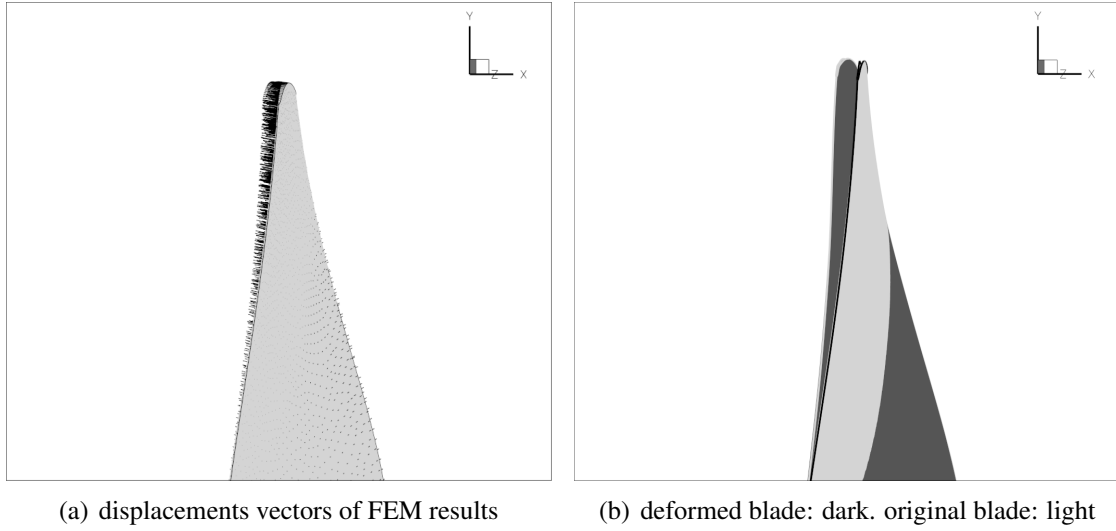 Y
Z
X
Y
Z
X
(a) displacements vectors of FEM results
(b) deformed blade: dark. original blade: light